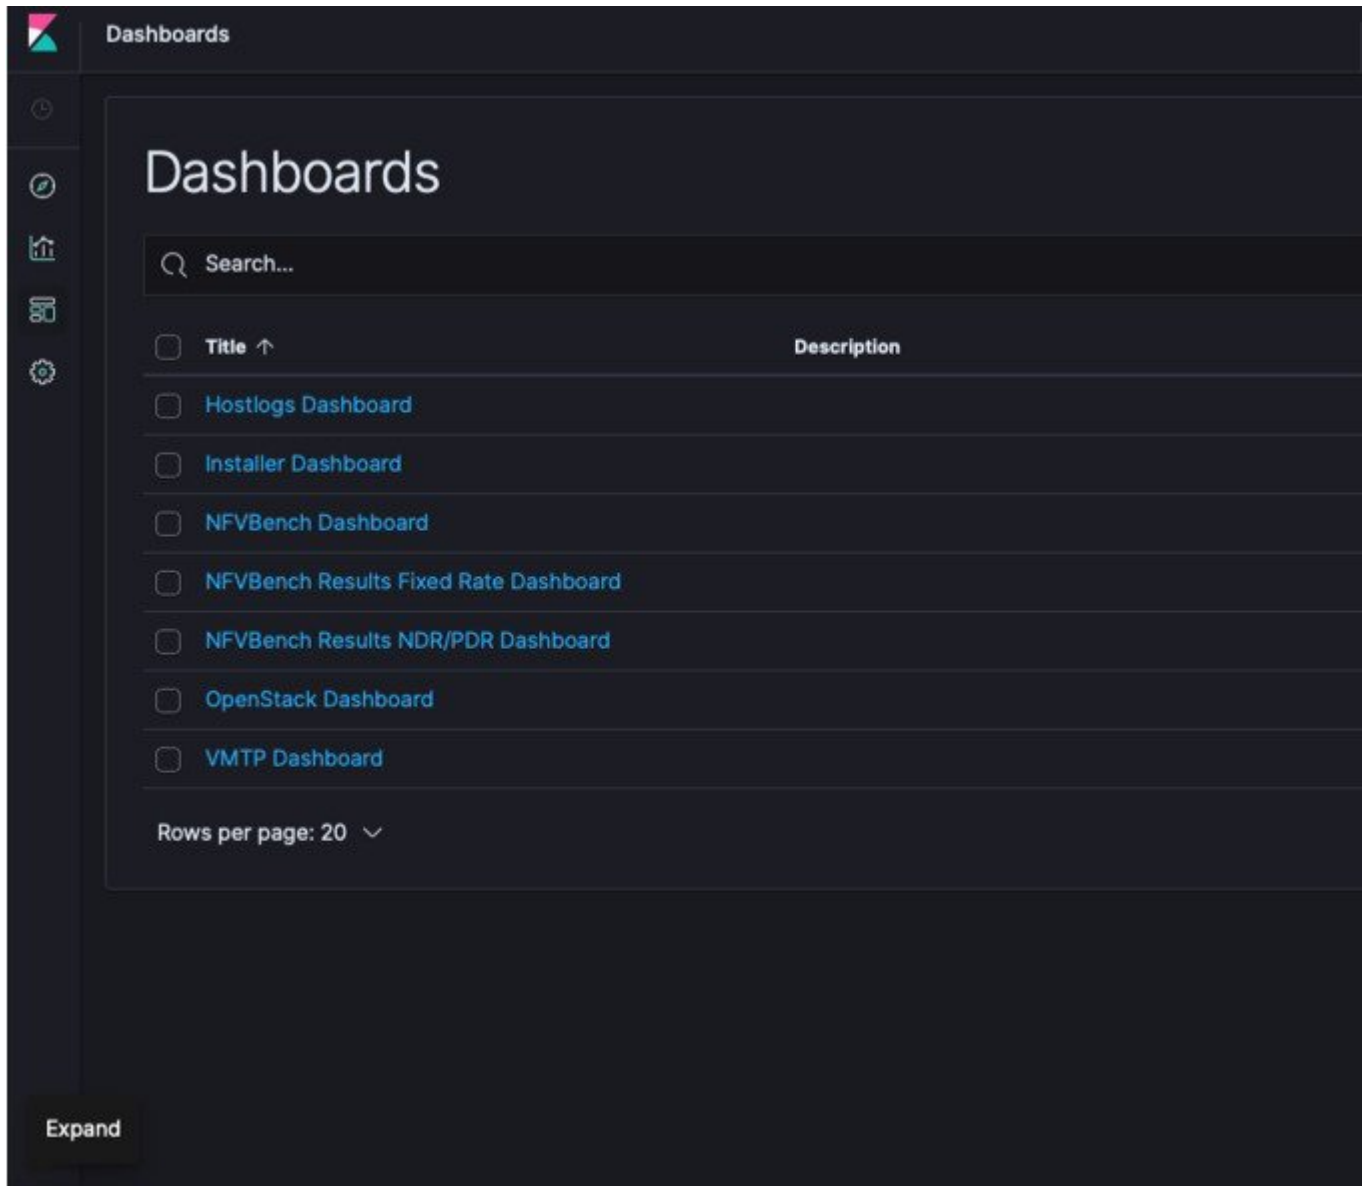 Dashboards
Dashboards
Search...
Title Description
Hostlogs Dashboard
Installer Dashboard
NFVBench Dashboard
NFVBench Results Fixed Rate Dashboard
NFVBench Results NDR/PDR Dashboard
OpenStack Dashboard
VMTP Dashboard
Rows per page: 20
Expand